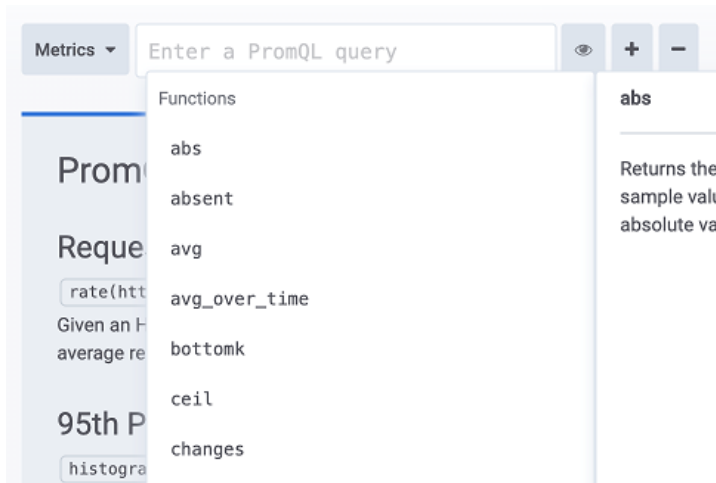 Metrics
Enter a PromQL query
Functions
abs
absent
avg
avg_over_time
bottomk
ceil
changes
abs
Returns the
sample valu
absolute va
Prom
Reque
rate(htt
Given an H
average re
95th P
histogra